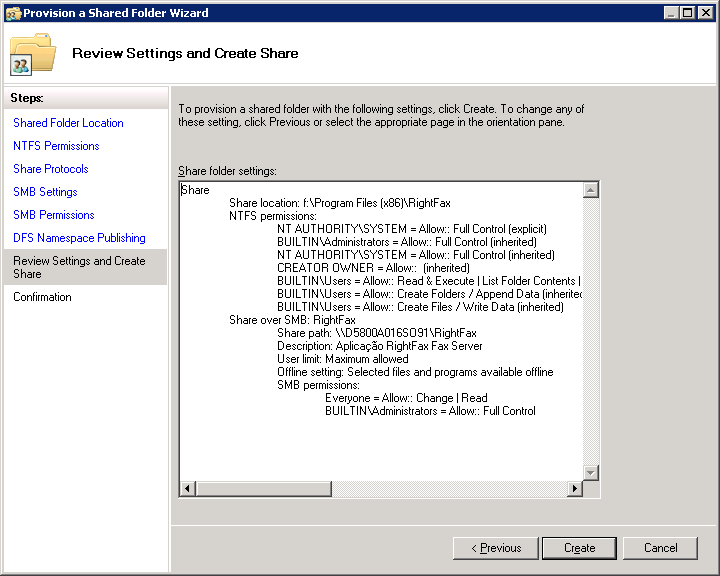 Provision a Shared Folder Wizard
Review Settings and Create Share
Steps:
Shared Folder Location
NTFS Permissions
Share Protocols
SMB Settings
SMB Permissions
DFS Namespace Publishing
Review Settings and Create
Share
Confirmation
To provision a shared folder with the following settings, click Create. To change any of
these setting, click Previous or select the appropriate page in the orientation pane.
Share folder settings:
Share
Share location: f:\Program Files (x86)\RightFax
NTFS permissions:
NT AUTHORITY\SYSTEM = Allow:: Full Control (explicit)
BUILTIN\Administrators = Allow:: Full Control (inherited)
NT AUTHORITY\SYSTEM = Allow:: Full Control (inherited)
CREATOR OWNER = Allow:: (inherited)
BUILTIN\Users = Allow:: Read & Execute | List Folder Contents |
BUILTIN\Users = Allow:: Create Folders / Append Data (inherited
BUILTIN\Users = Allow:: Create Files / Write Data (inherited)
Share over SMB: RightFax
Share path: \\D5800A016SO91\RightFax
Description: Aplicação RightFax Fax Server
User limit: Maximum allowed
Offline setting: Selected files and programs available offline
SMB permissions:
Everyone = Allow:: Change | Read
BUILTIN\Administrators = Allow:: Full Control
< Previous
Create
Cancel